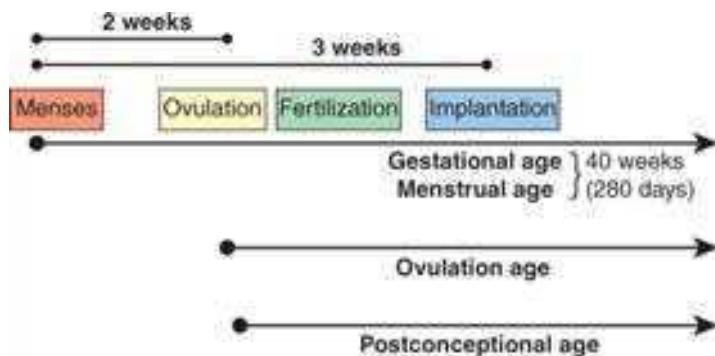 2 weeks
3 weeks
Menses Ovulation Fertilization Implantation
Gestational age } 40 weeks
Menstrual age (280 days)
Ovulation age
Postconceptional age